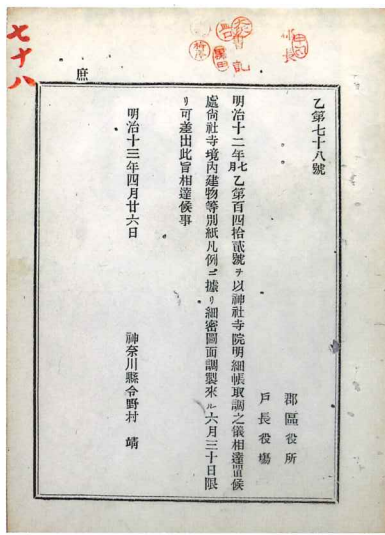 七十八
庶
乙第七十八號
郡區役所
戸長役塲
明治十二年七月乙第百四拾貳號ヲ以神社寺院明細帳取調之儀相達置候
處尙社寺境內建物等別紙凡例ニ據リ細密圖面調製來ル六月三十日限
リ可差出此旨相達候事
明治十三年四月廿六日
神奈川縣令野村靖